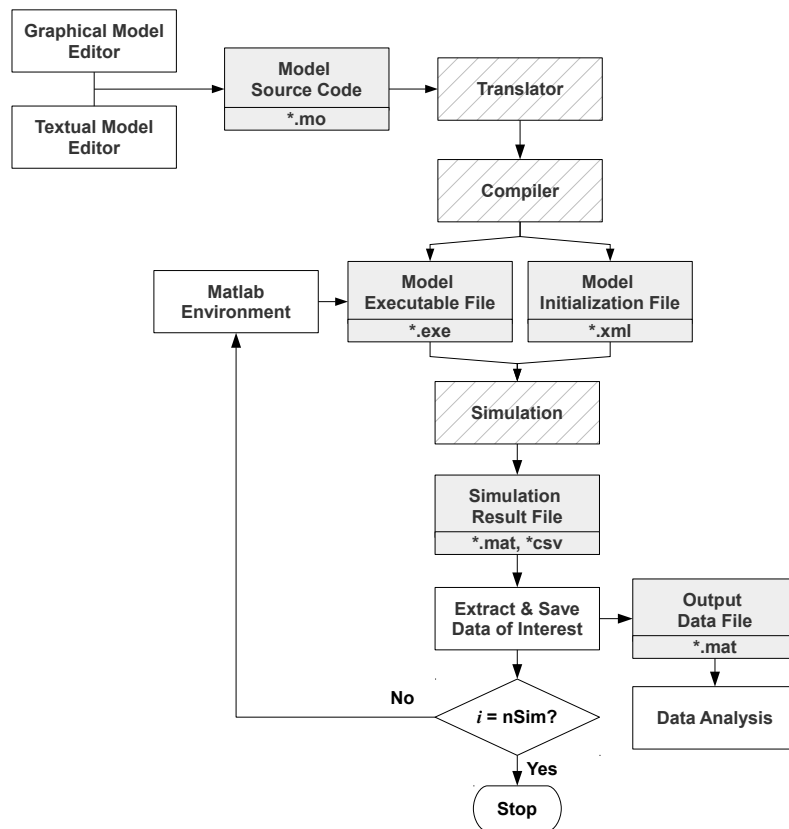 Graphical Model
Editor
Textual Model
Editor
Model
Source Code
*.mo
Translator
Compiler
Matlab
Environment
Model
Executable File
*.exe
Model
Initialization File
*.xml
Simulation
Simulation
Result File
*.mat, *csv
Extract & Save
Data of Interest
Output
Data File
*.mat
Data Analysis
No
i = nSim?
Yes
Stop